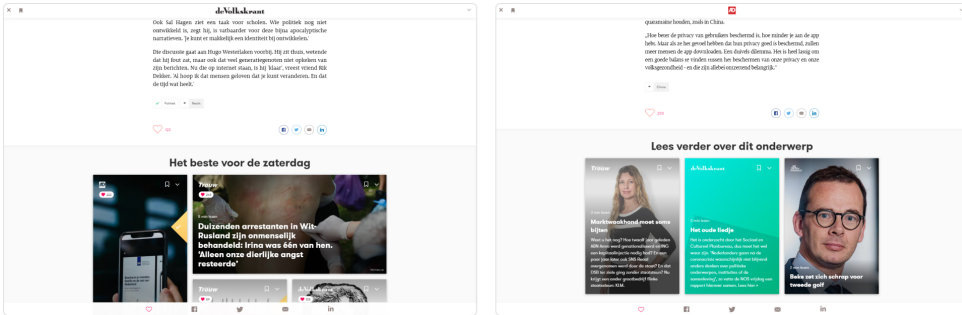 deVolkskrant
Ook Sal Hagen ziet een taak voor scholen. Wie politiek nog niet
ontwikkeld is, zegt hij, is vatbaarder voor deze bijna apocalyptische
narratieven. 'Je kunt er makkelijk een identiteit bij ontwikkelen.'
Die discussie gaat aan Hugo Westerlaken voorbij. Hij zit thuis, wetende
dat hij fout zat, maar ook dat veel generatiegenoten niet opkeken van
zijn berichten. 'Nu die op internet staan, is hij 'klaar', vreest vriend Rik
Dekker. 'Al hoop ik dat mensen geloven dat je kunt veranderen. En dat
de tijd wat heelt.'
Het beste voor de zaterdag
Trouw
5 min lezen
Duizenden arrestanten in Wit-
Rusland zijn onmenselijk
behandeld: Irina was één van hen.
'Alleen onze dierlijke angst
resteerde'
Trouw
deVolkskrant
AD
quarantaine houden, zoals in China.
„Hoe beter de privacy van gebruikers beschermd is, hoe minder je aan de app
hebt. Maar als ze het gevoel hebben dat hun privacy goed is beschermd, zullen
meer mensen de app downloaden. Een duivels dilemma. Het is heel lastig om
een goede balans te vinden tussen het beschermen van onze privacy en onze
volksgezondheid - en die zijn allebei ontzettend belangrijk."
Lees verder over dit onderwerp
Trouw
Marktwaakhond moet soms
bijten
deVolkskrant
Het oude liedje
Beke zet zich schrap voor
tweede golf